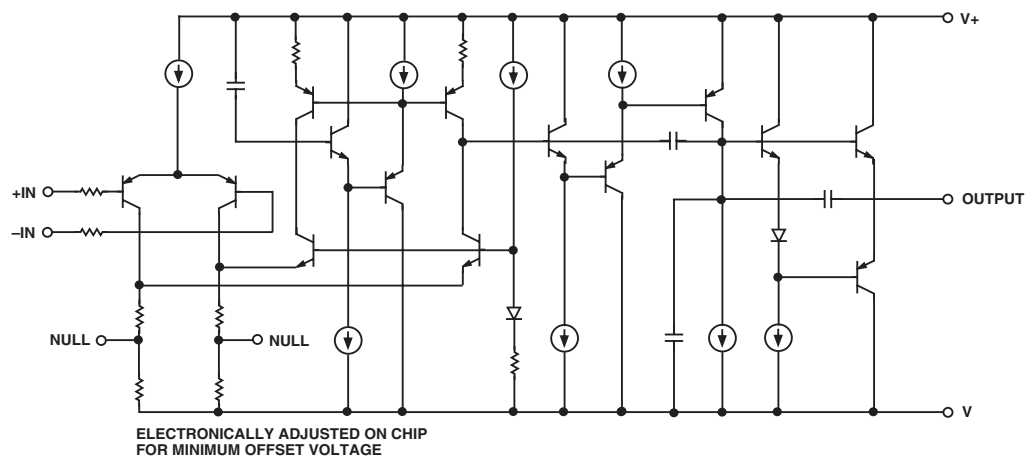 V+
+IN
OUTPUT
–IN
NULL
NULL
V
ELECTRONICALLY ADJUSTED ON CHIP
FOR MINIMUM OFFSET VOLTAGE